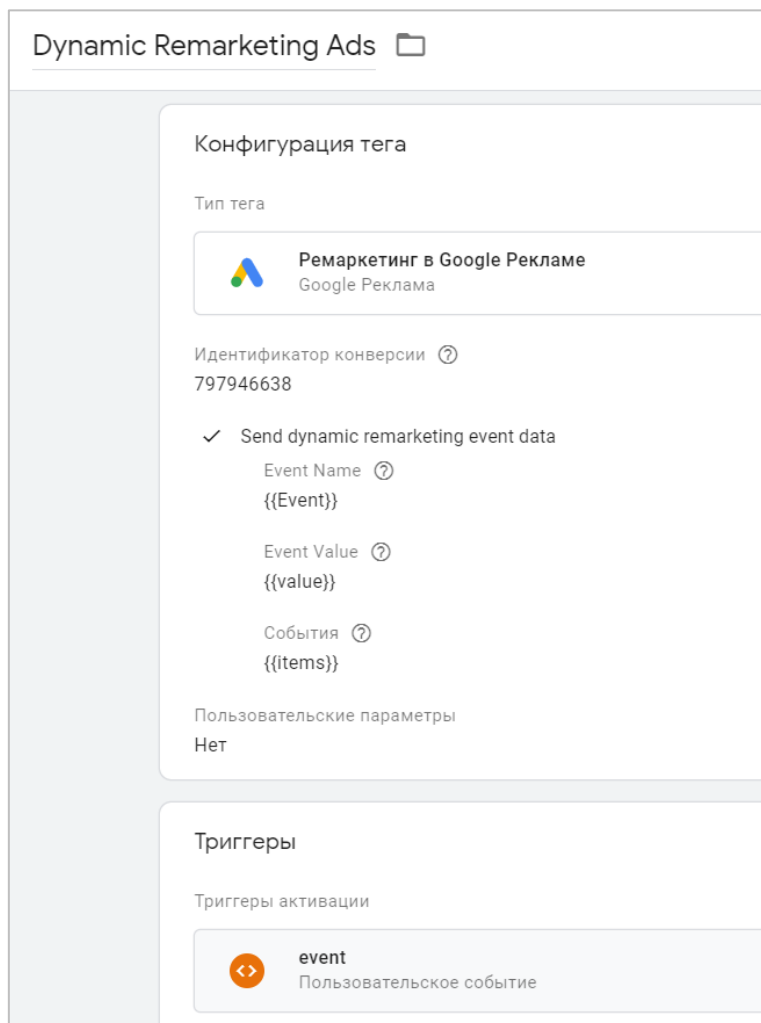 Dynamic Remarketing Ads
Конфигурация тега
Тип тега
Ремаркетинг в Google Рекламе
Google Реклама
Идентификатор конверсии
797946638
Send dynamic remarketing event data
Event Name
{{Event}}
Event Value
{{value}}
События
{{items}}
Пользовательские параметры
Нет
Триггеры
Триггеры активации
event
Пользовательское событие